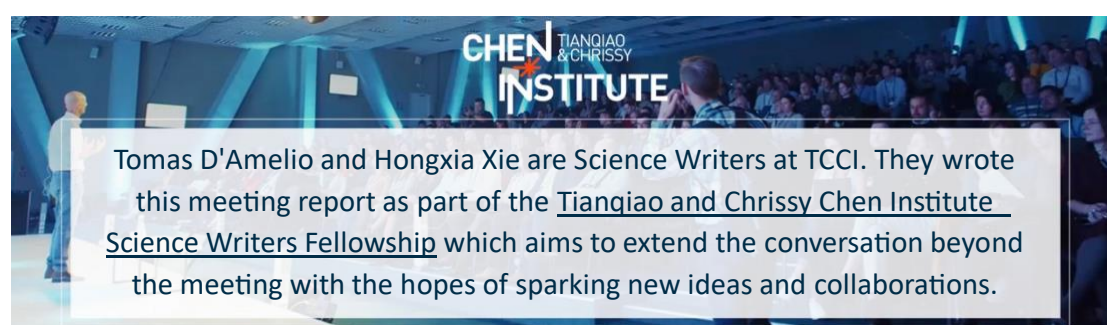 CHEN TIANQIAO
& CHRISSY
INSTITUTE
Tomas D'Amelio and Hongxia Xie are Science Writers at TCCI. They wrote
this meeting report as part of the Tianqiao and Chrissy Chen Institute
Science Writers Fellowship which aims to extend the conversation beyond
the meeting with the hopes of sparking new ideas and collaborations.